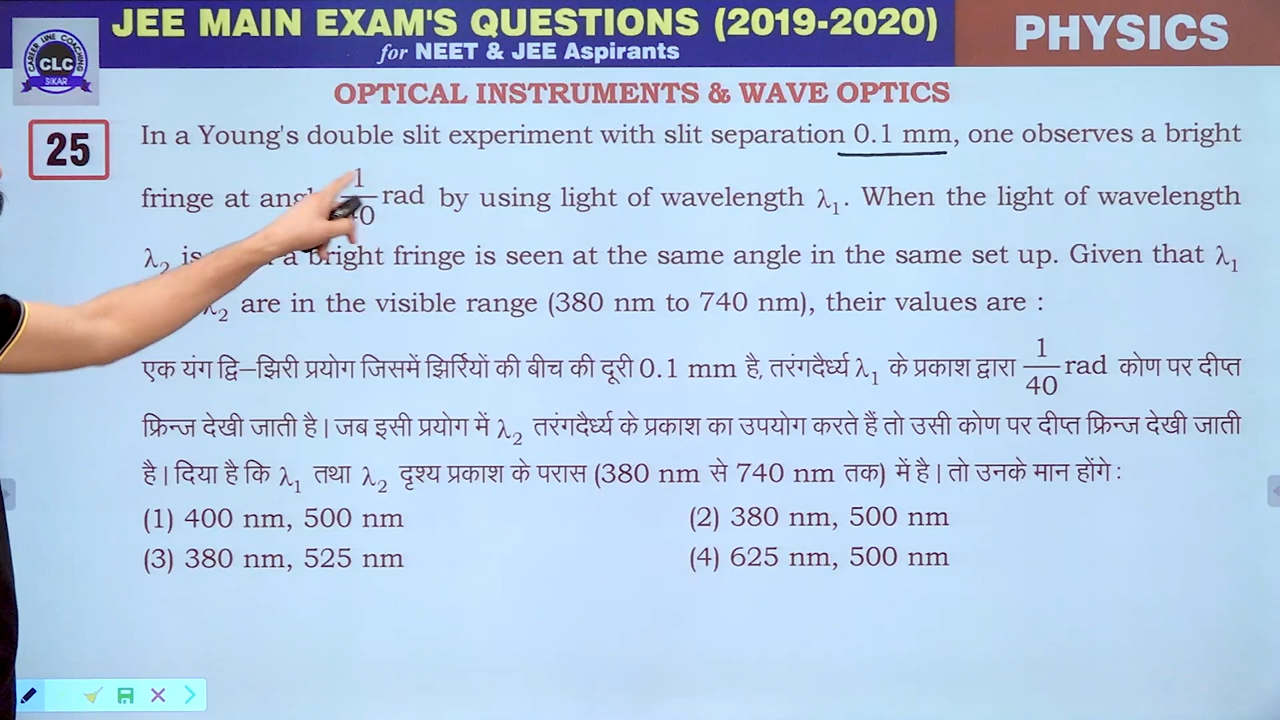 JEE MAIN EXAM'S QUESTIONS (2019-2020)
for NEET & JEE Aspirants
PHYSICS
CAREER LINE COACHING
CLC
SIKAR
OPTICAL INSTRUMENTS & WAVE OPTICS
25
In a Young's double slit experiment with slit separation 0.1 mm, one observes a bright
fringe at 1 rad by using light of wavelength λ₁. When the light of wavelength
λ₂ a bright fringe is seen at the same angle in the same set up. Given that λ₁
λ₂ are in the visible range (380 nm to 740 nm), their values are :
एक यंग द्वि–झिरी प्रयोग जिसमें झिर्रियों की बीच की दूरी 0.1 mm है, तरंगदैर्ध्य λ₁ के प्रकाश द्वारा 1/40 rad कोण पर दीप्त
फ्रिन्ज देखी जाती है। जब इसी प्रयोग में λ₂ तरंगदैर्ध्य के प्रकाश का उपयोग करते हैं तो उसी कोण पर दीप्त फ्रिन्ज देखी जाती
है। दिया है कि λ₁ तथा λ₂ दृश्य प्रकाश के परास (380 nm से 740 nm तक) में है। तो उनके मान होंगे :
(1) 400 nm, 500 nm (2) 380 nm, 500 nm
(3) 380 nm, 525 nm (4) 625 nm, 500 nm